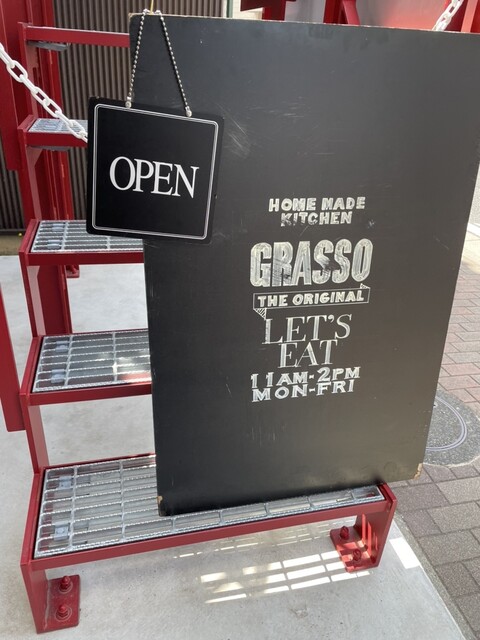 OPEN
HOME MADE
KITCHEN
GRASSO
THE ORIGINAL
LET'S
EAT
11AM-2PM
MON-FRI